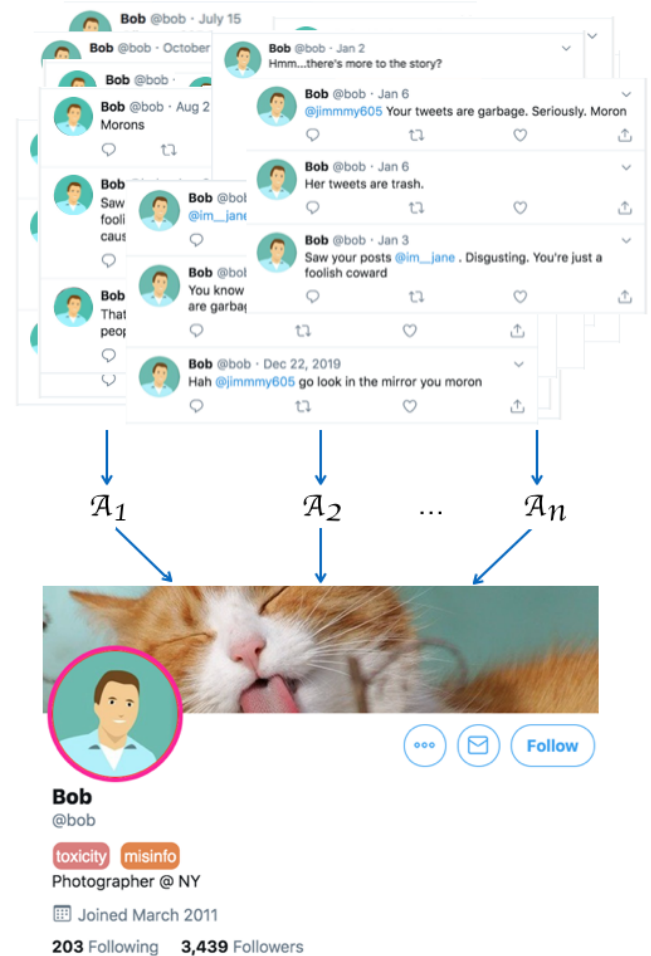 Bob @bob · July 15
Bob @bob · October
Bob @bob · Jan 2
Hmm...there's more to the story?
Bob @bob ·
Bob @bob · Jan 6
@jimmmy605 Your tweets are garbage. Seriously. Moron
Bob @bob · Aug 2
Morons
Bob @bob · Jan 6
Her tweets are trash.
Bob
Saw
fooli
caus
Bob @bob
@im__jane
Bob @bob · Jan 3
Saw your posts @im__jane . Disgusting. You're just a
foolish coward
Bob @bob
You know
are garbag
Bob
That
peop
Bob @bob · Dec 22, 2019
Hah @jimmmy605 go look in the mirror you moron
A1 A2 ... An
Follow
Bob
@bob
toxicity misinfo
Photographer @ NY
Joined March 2011
203 Following 3,439 Followers